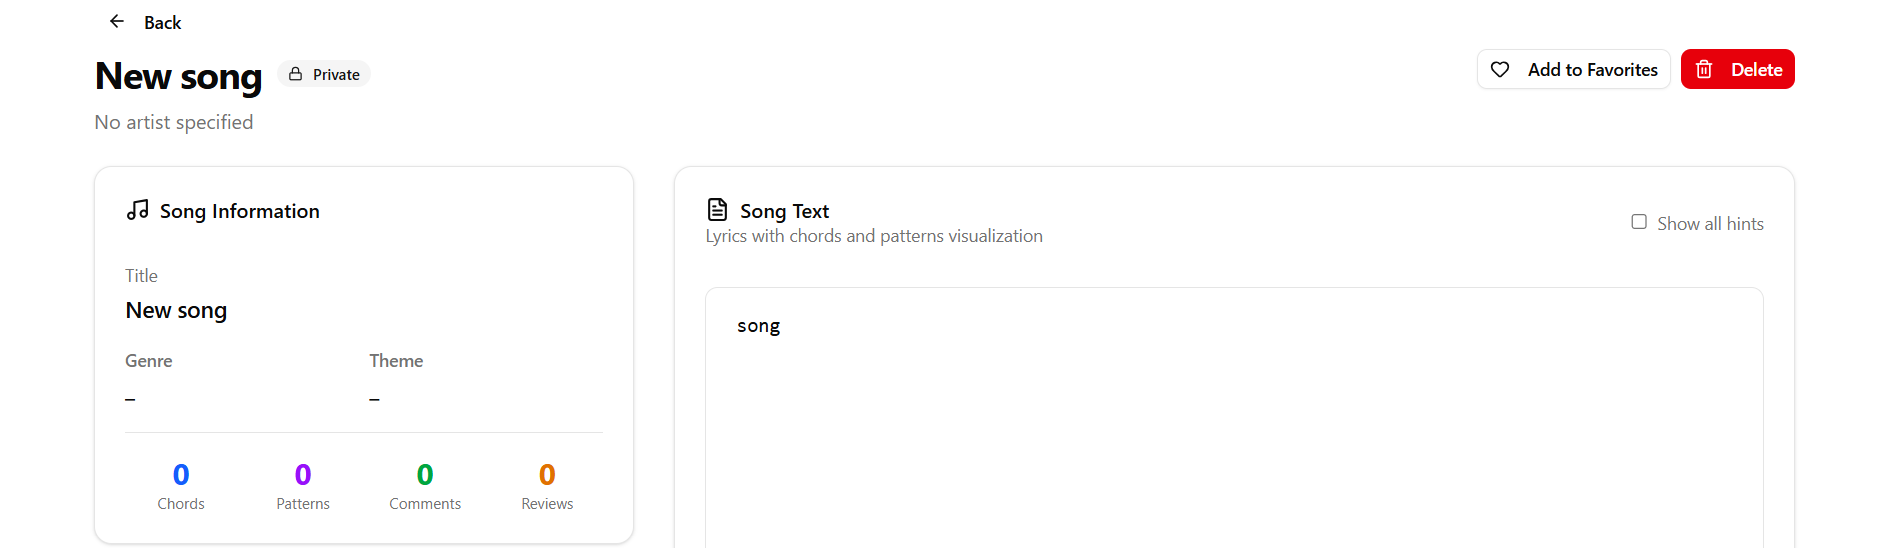 Back
New song Private
Add to Favorites Delete
No artist specified
Song Information
Title
New song
Genre Theme
– –
0 0 0 0
Chords Patterns Comments Reviews
Song Text
Lyrics with chords and patterns visualization
Show all hints
song